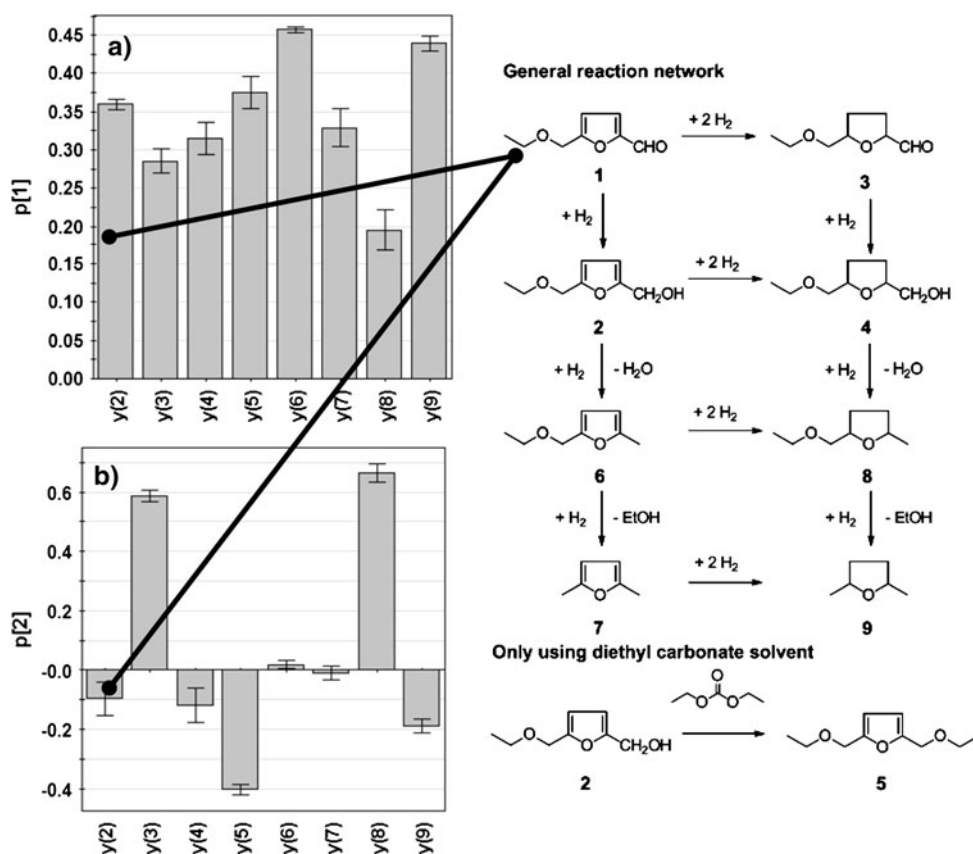 a)
p[1]
0.45
0.40
0.35
0.30
0.25
0.20
0.15
0.10
0.05
0.00
y(2)
y(3)
y(4)
y(5)
y(6)
y(7)
y(8)
y(9)
b)
p[2]
0.6
0.4
0.2
-0.0
-0.2
-0.4
y(2)
y(3)
y(4)
y(5)
y(6)
y(7)
y(8)
y(9)
General reaction network
O
O
CHO
1
+ 2 H₂
O
O
CHO
3
+ H₂
+ H₂
O
O
CH₂OH
2
+ 2 H₂
O
O
CH₂OH
4
+ H₂
- H₂O
+ H₂
- H₂O
O
O
6
+ 2 H₂
O
O
8
+ H₂
- EtOH
+ H₂
- EtOH
O
7
+ 2 H₂
O
9
Only using diethyl carbonate solvent
O
O
O
O
O
CH₂OH
2
O
O
O
5